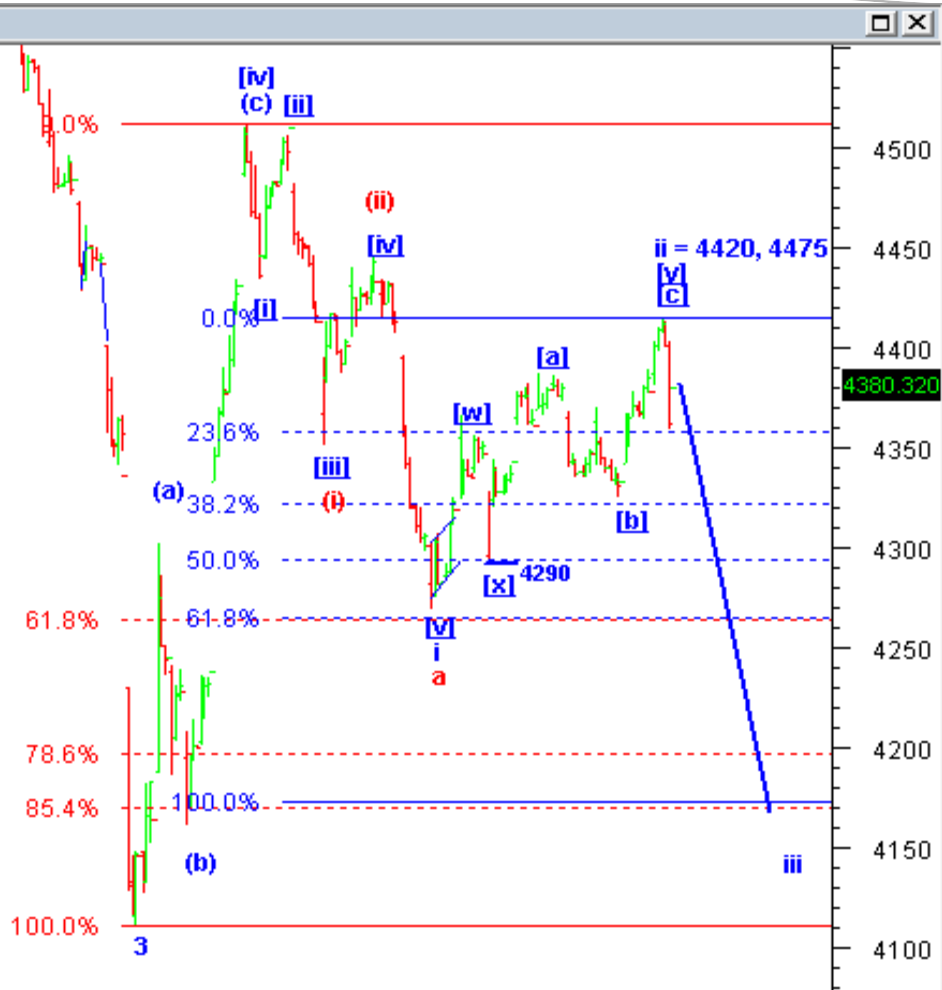 [iv]
(c) [ii]
.0%
4500
(ii)
[iv]
ii = 4420, 4475
4450
[v]
[c]
[i]
0.0%
[a]
4400
4380.320
[w]
23.6%
4350
[iii]
(a)
38.2%
(i)
[b]
50.0%
4300
4290
[x]
61.8%
61.8%
[v]
i
4250
a
78.6%
4200
85.4%
100.0%
(b)
iii
4150
100.0%
3
4100